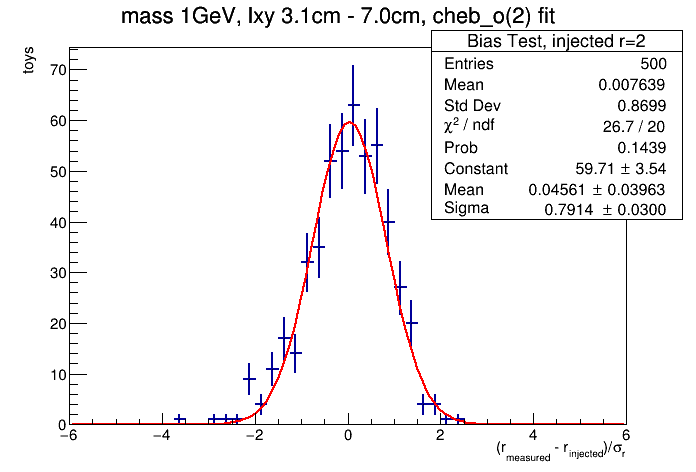 mass 1GeV, lxy 3.1cm - 7.0cm, cheb_o(2) fit
toys
Bias Test, injected r=2
Entries 500
Mean 0.007639
Std Dev 0.8699
χ² / ndf 26.7 / 20
Prob 0.1439
Constant 59.71 ± 3.54
Mean 0.04561 ± 0.03963
Sigma 0.7914 ± 0.0300
70
60
50
40
30
20
10
0
−6 −4 −2 0 2 4 6
(r_measured - r_injected)/σ_r